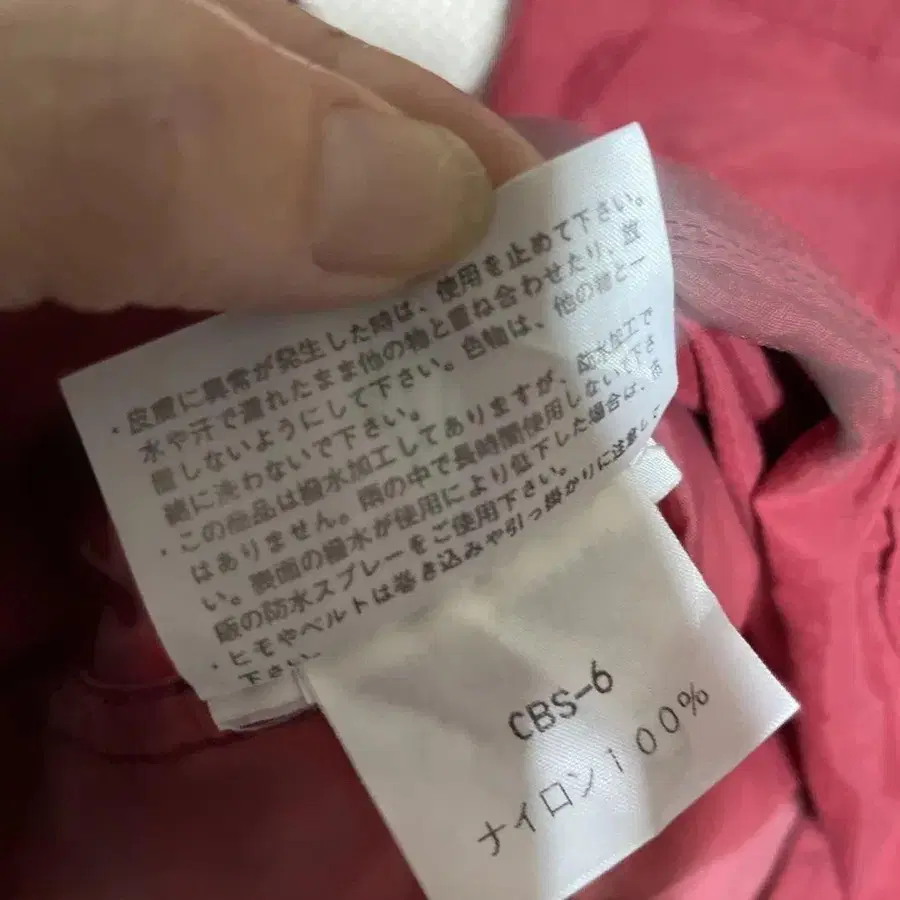 ・皮膚に異常が発生した時は、使用を止めて下さい。
水や汗で濡れたまま他の物と重ね合わせたり、放
置しないようにして下さい。色物は、他の物と一
緒に洗わないで下さい。
・この商品は撥水加工してありますが、防水加工で
はありません。雨の中で長時間使用しないで下さ
い。表面の撥水が使用により低下した場合は、市
販の防水スプレーをご使用下さい。
・ヒモやベルトは巻き込みや引っ掛かりに注意して
下さい。
CBS-6
ナイロン100%